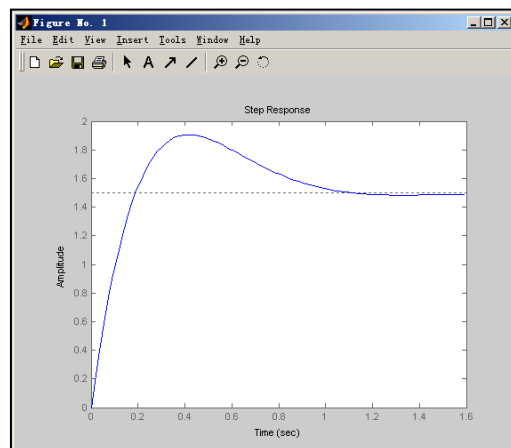 Figure No. 1
File Edit View Insert Tools Window Help
A
Step Response
2
1.8
1.6
1.4
1.2
1
0.8
0.6
0.4
0.2
0
Amplitude
0 0.2 0.4 0.6 0.8 1 1.2 1.4 1.6
Time (sec)